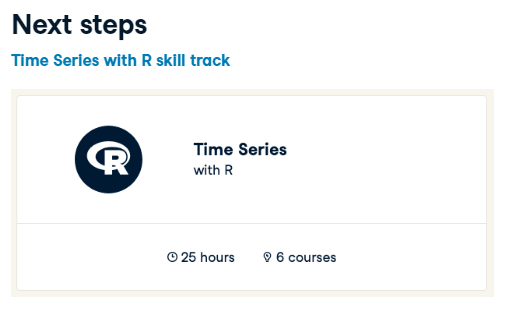 Next steps
Time Series with R skill track
R
Time Series
with R
25 hours
6 courses